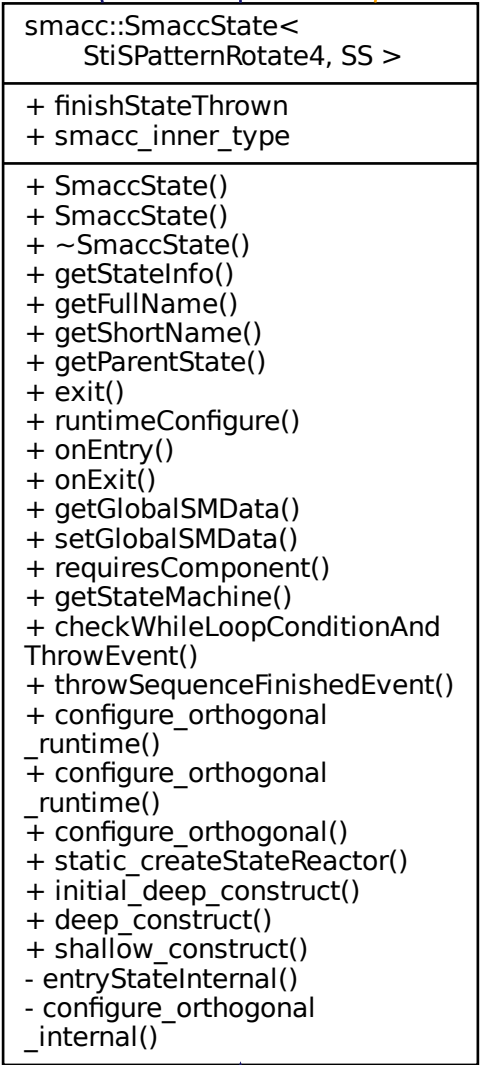 smacc::SmaccState<
StiSPatternRotate4, SS >
+ finishStateThrown
+ smacc_inner_type
+ SmaccState()
+ SmaccState()
+ ~SmaccState()
+ getStateInfo()
+ getFullName()
+ getShortName()
+ getParentState()
+ exit()
+ runtimeConfigure()
+ onEntry()
+ onExit()
+ getGlobalSMData()
+ setGlobalSMData()
+ requiresComponent()
+ getStateMachine()
+ checkWhileLoopConditionAnd
ThrowEvent()
+ throwSequenceFinishedEvent()
+ configure_orthogonal
_runtime()
+ configure_orthogonal
_runtime()
+ configure_orthogonal()
+ static_createStateReactor()
+ initial_deep_construct()
+ deep_construct()
+ shallow_construct()
- entryStateInternal()
- configure_orthogonal
_internal()